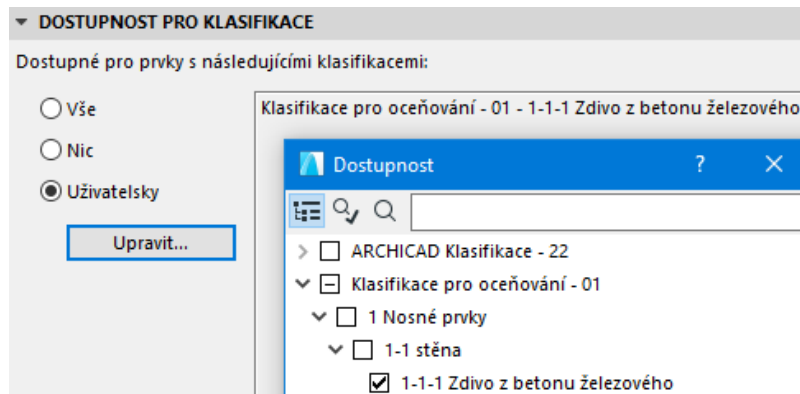 DOSTUPNOST PRO KLASIFIKACE
Dostupné pro prvky s následujícími klasifikacemi:
Vše
Klasifikace pro oceňování - 01 - 1-1-1 Zdivo z betonu železového
Nic
Dostupnost ?
Uživatelsky
Upravit...
ARCHICAD Klasifikace - 22
Klasifikace pro oceňování - 01
1 Nosné prvky
1-1 stěna
1-1-1 Zdivo z betonu železového